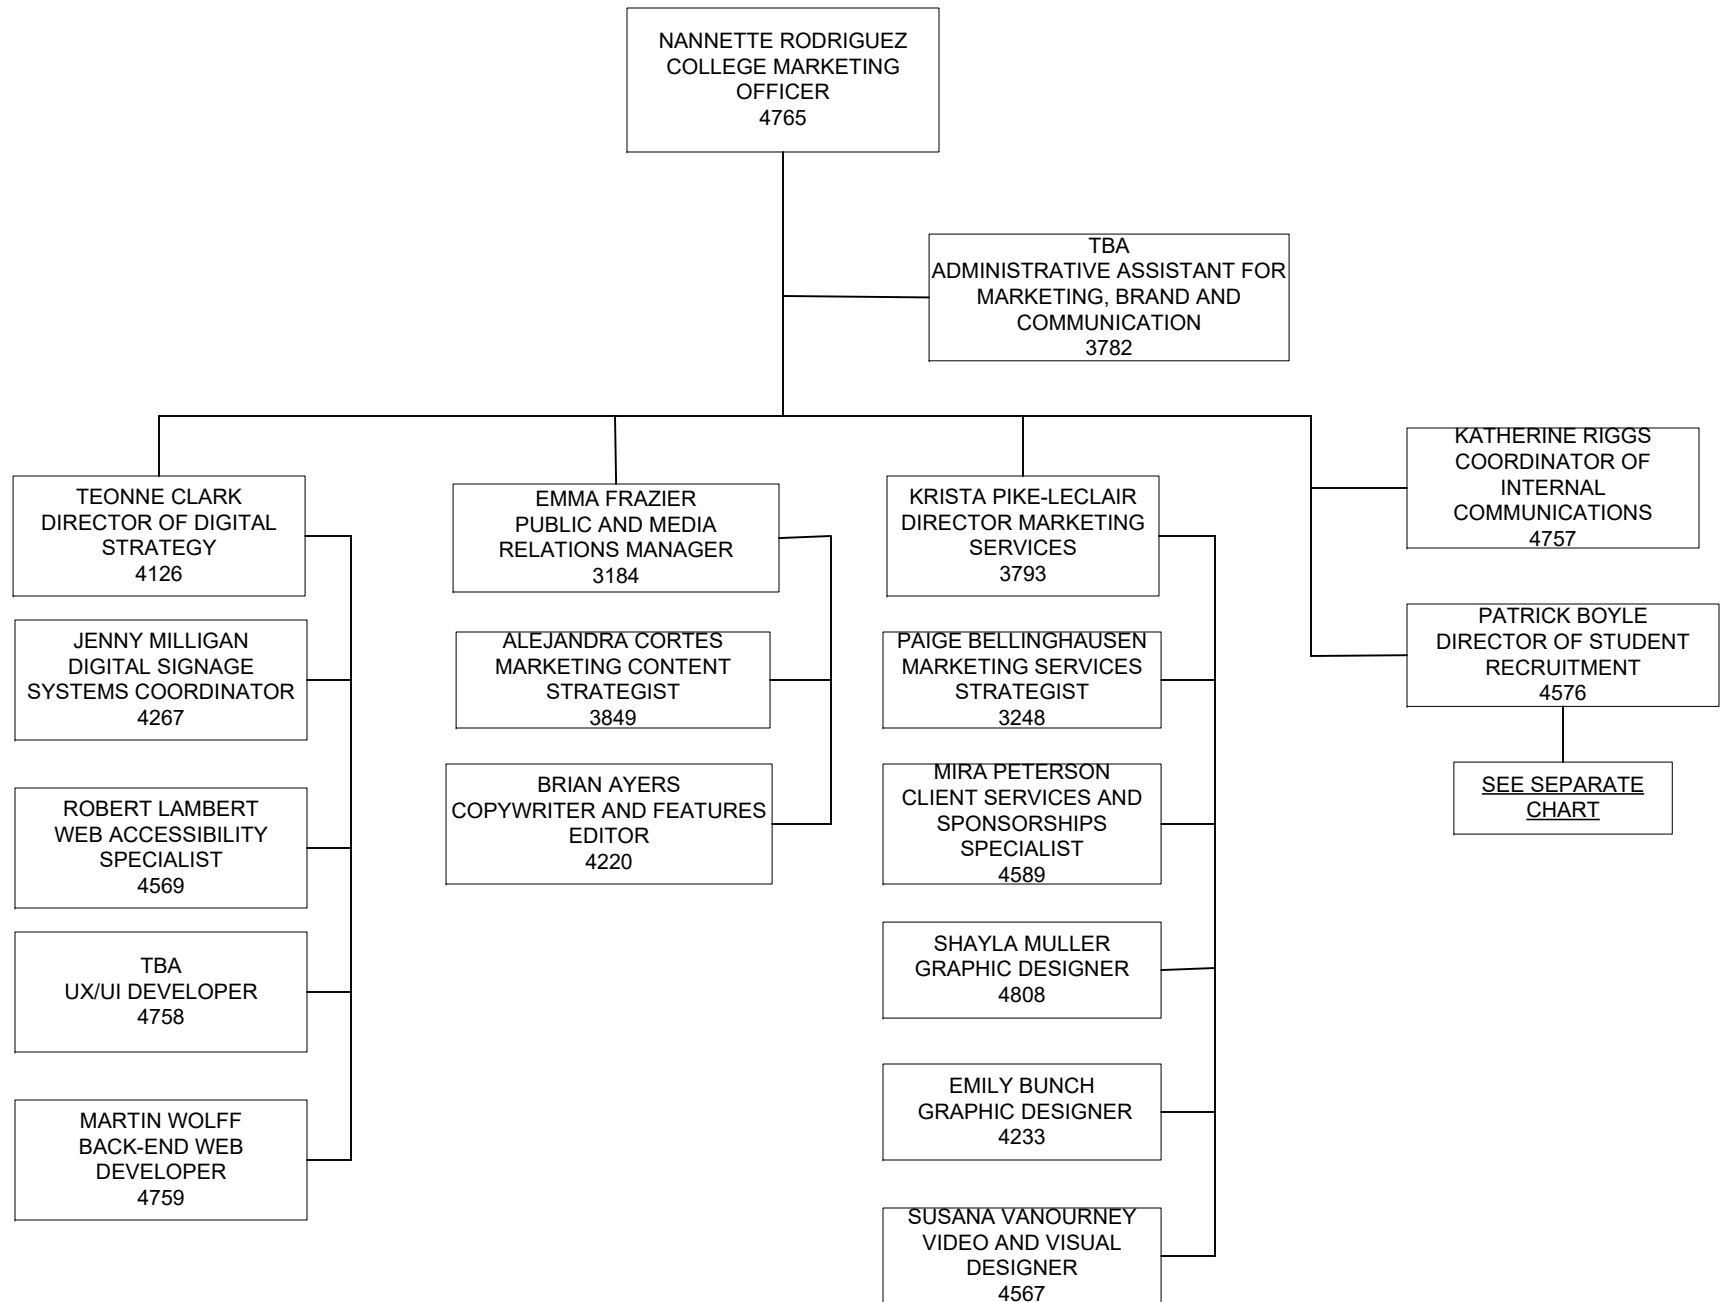 NANNETTE RODRIGUEZ
COLLEGE MARKETING
OFFICER
4765
TBA
ADMINISTRATIVE ASSISTANT FOR
MARKETING, BRAND AND
COMMUNICATION
3782
TEONNE CLARK
DIRECTOR OF DIGITAL
STRATEGY
4126
JENNY MILLIGAN
DIGITAL SIGNAGE
SYSTEMS COORDINATOR
4267
ROBERT LAMBERT
WEB ACCESSIBILITY
SPECIALIST
4569
TBA
UX/UI DEVELOPER
4758
MARTIN WOLFF
BACK-END WEB
DEVELOPER
4759
EMMA FRAZIER
PUBLIC AND MEDIA
RELATIONS MANAGER
3184
ALEJANDRA CORTES
MARKETING CONTENT
STRATEGIST
3849
BRIAN AYERS
COPYWRITER AND FEATURES
EDITOR
4220
KRISTA PIKE-LECLAIR
DIRECTOR MARKETING
SERVICES
3793
PAIGE BELLINGHAUSEN
MARKETING SERVICES
STRATEGIST
3248
MIRA PETERSON
CLIENT SERVICES AND
SPONSORSHIPS
SPECIALIST
4589
SHAYLA MULLER
GRAPHIC DESIGNER
4808
EMILY BUNCH
GRAPHIC DESIGNER
4233
SUSANA VANOURNEY
VIDEO AND VISUAL
DESIGNER
4567
KATHERINE RIGGS
COORDINATOR OF
INTERNAL
COMMUNICATIONS
4757
PATRICK BOYLE
DIRECTOR OF STUDENT
RECRUITMENT
4576
SEE SEPARATE
CHART